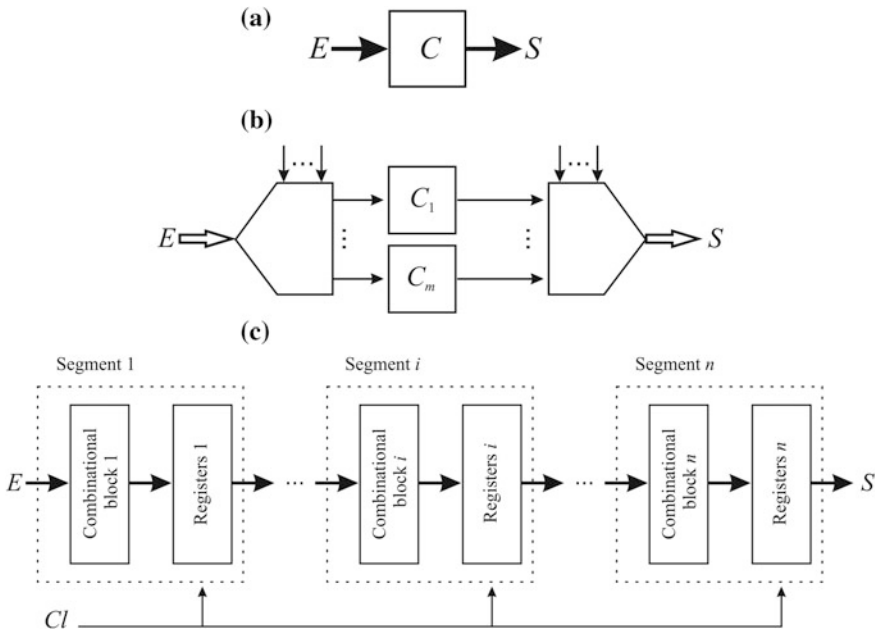 (a)
E C S
(b)
...
...
E C1 S
⋮
⋮
Cm
(c)
Segment 1 Segment i Segment n
E Combinational block 1 Registers 1 ... Combinational block i Registers i ... Combinational block n Registers n S
Cl